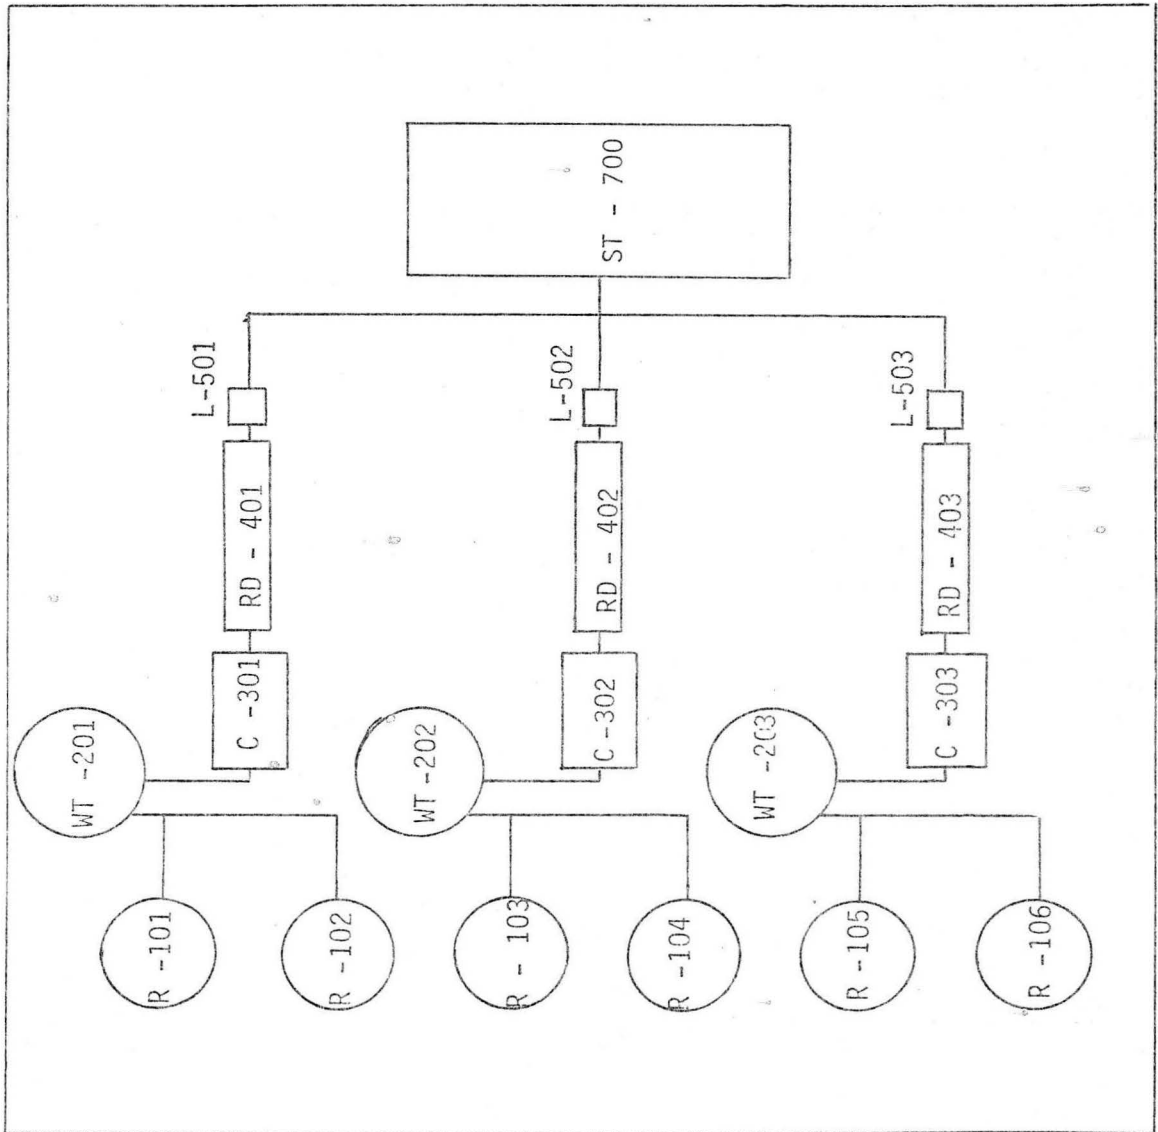 ST - 700
L-501
L-502
L-503
RD - 401
RD - 402
RD - 403
C -301
C -302
C -303
WT -201
WT -202
WT -203
R -101
R -102
R - 103
R -104
R -105
R -106